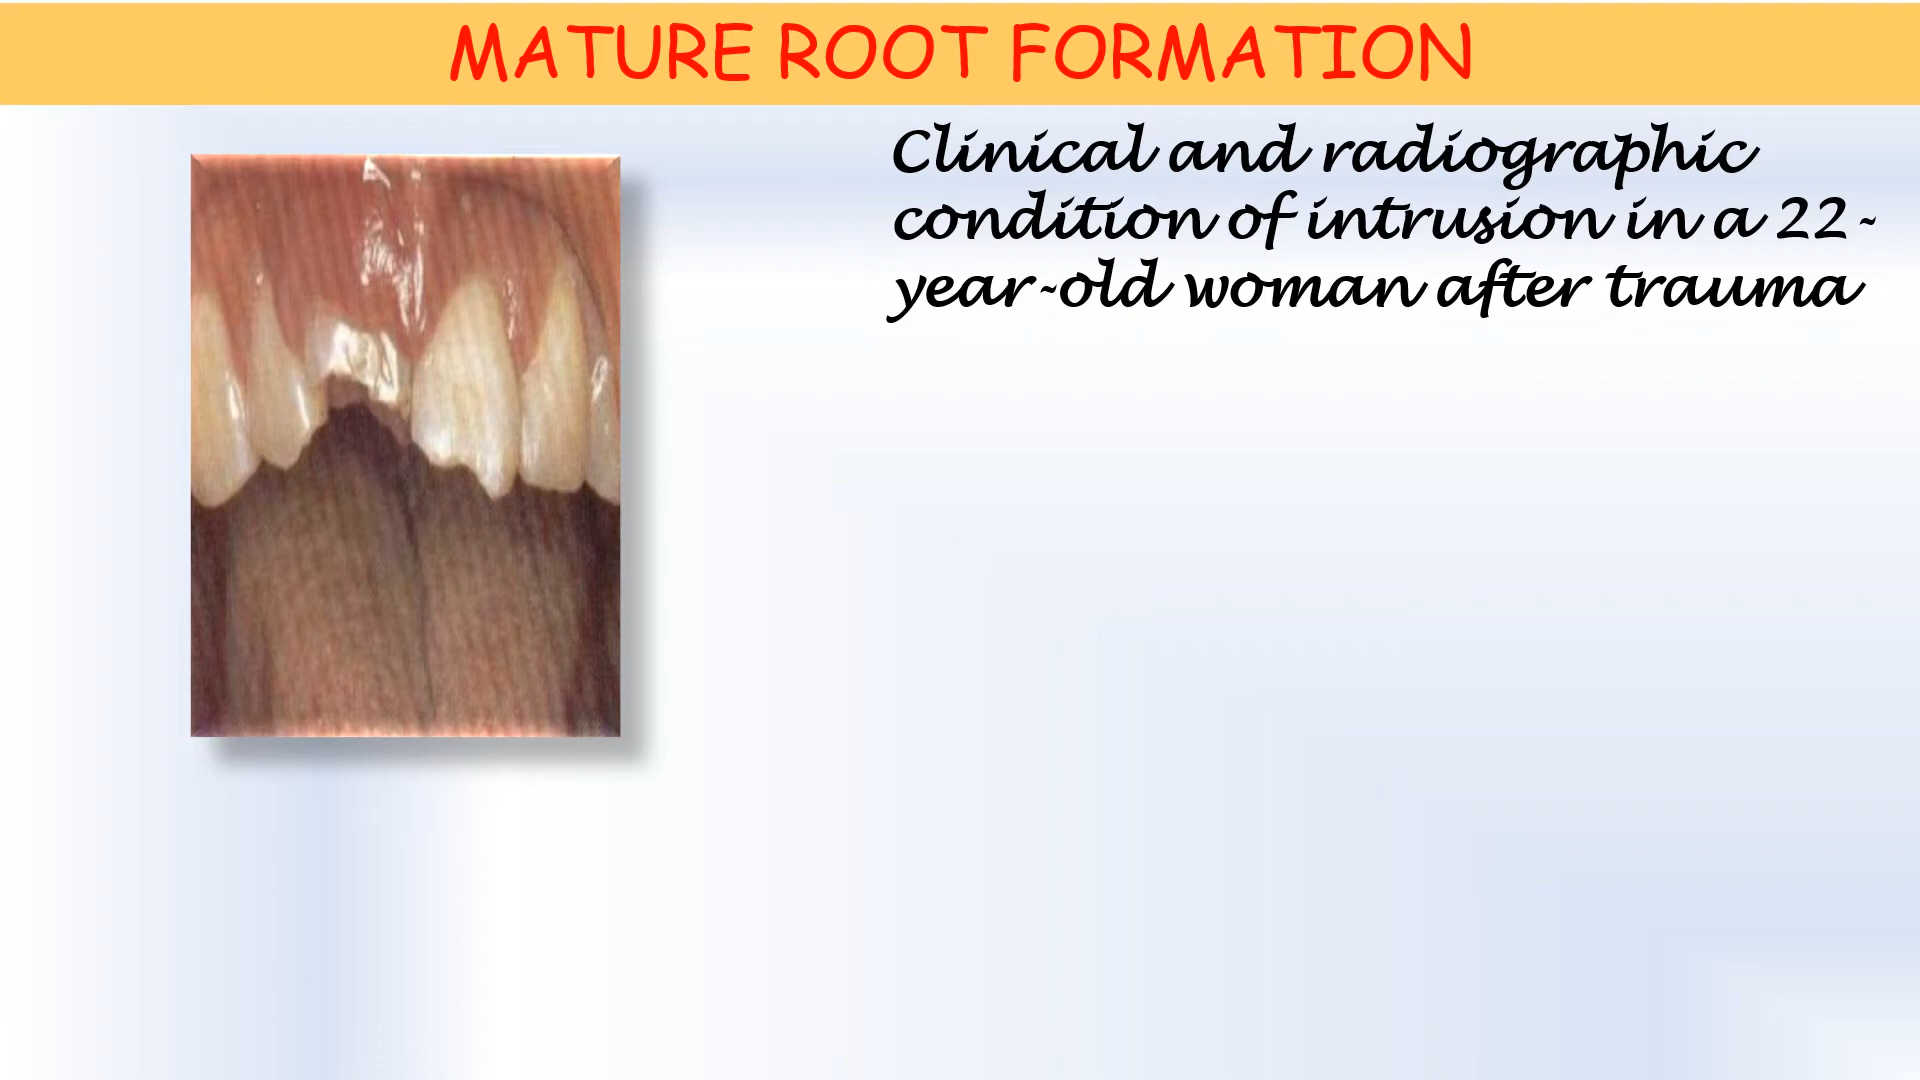 MATURE ROOT FORMATION
Clinical and radiographic
condition of intrusion in a 22-
year-old woman after trauma